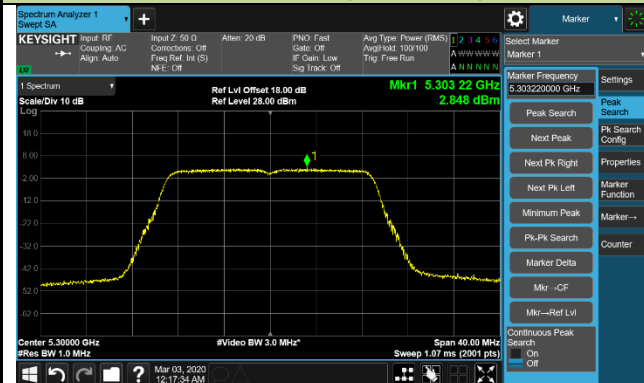 Spectrum Analyzer 1
Swept SA
+
Marker
KEYSIGHT
Input: RF
Coupling: AC
Align: Auto
Input Z: 50 Ω
Corrections: Off
Freq Ref: Int (S)
NFE: Off
Atten: 20 dB
PNO: Fast
Gate: Off
IF Gain: Low
Sig Track: Off
Avg Type: Power (RMS)
Avg|Hold: 100/100
Trig: Free Run
1 2 3 4 5 6
A W W W W W
A N N N N N
LXI
1 Spectrum
Scale/Div 10 dB
Log
Ref Lvl Offset 18.00 dB
Ref Level 28.00 dBm
Mkr1 5.303 22 GHz
2.848 dBm
18.0
8.00
-2.00
-12.0
-22.0
-32.0
-42.0
-52.0
-62.0
1
Center 5.30000 GHz
#Res BW 1.0 MHz
#Video BW 3.0 MHz*
Span 40.00 MHz
Sweep 1.07 ms (2001 pts)
Select Marker
Marker 1
Marker Frequency
5.303220000 GHz
Peak Search
Next Peak
Next Pk Right
Next Pk Left
Minimum Peak
Pk-Pk Search
Marker Delta
Mkr→CF
Mkr→Ref Lvl
Continuous Peak
Search
On
Off
Settings
Peak
Search
Pk Search
Config
Properties
Marker
Function
Marker→
Counter
?
Mar 03, 2020
12:17:34 AM